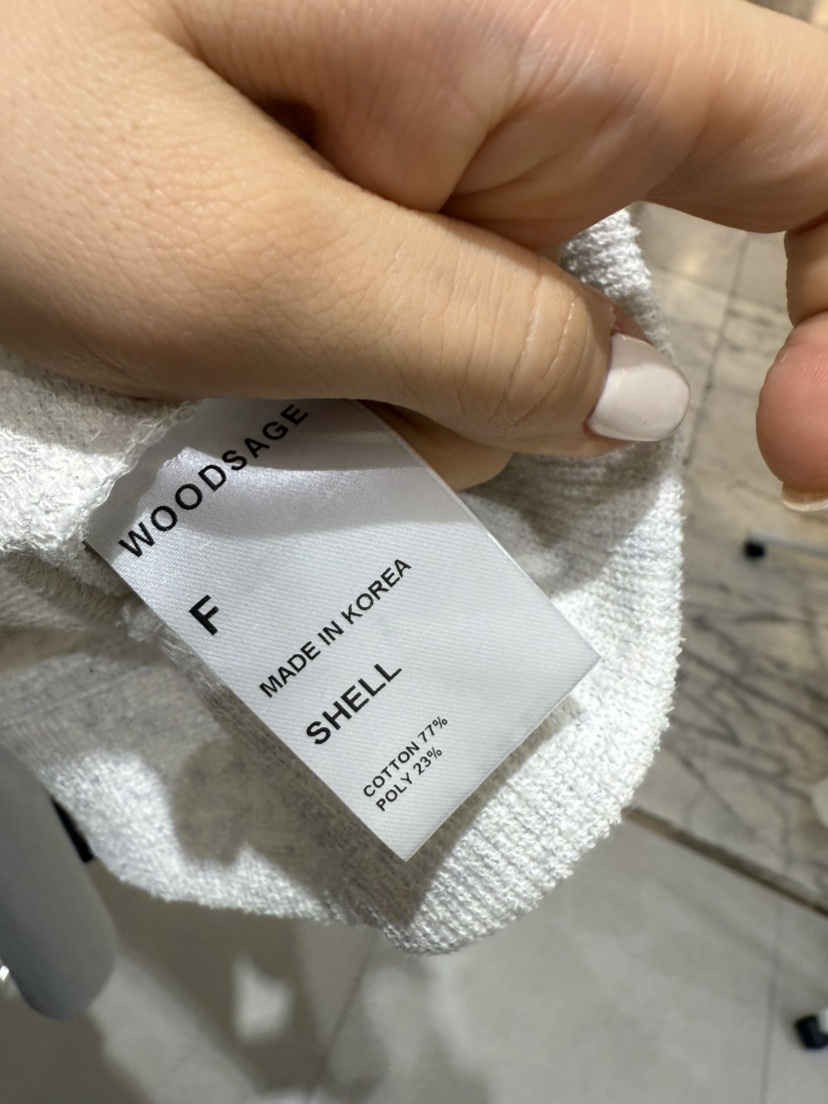 WOODSAGE
F
MADE IN KOREA
SHELL
COTTON 77%
POLY 23%